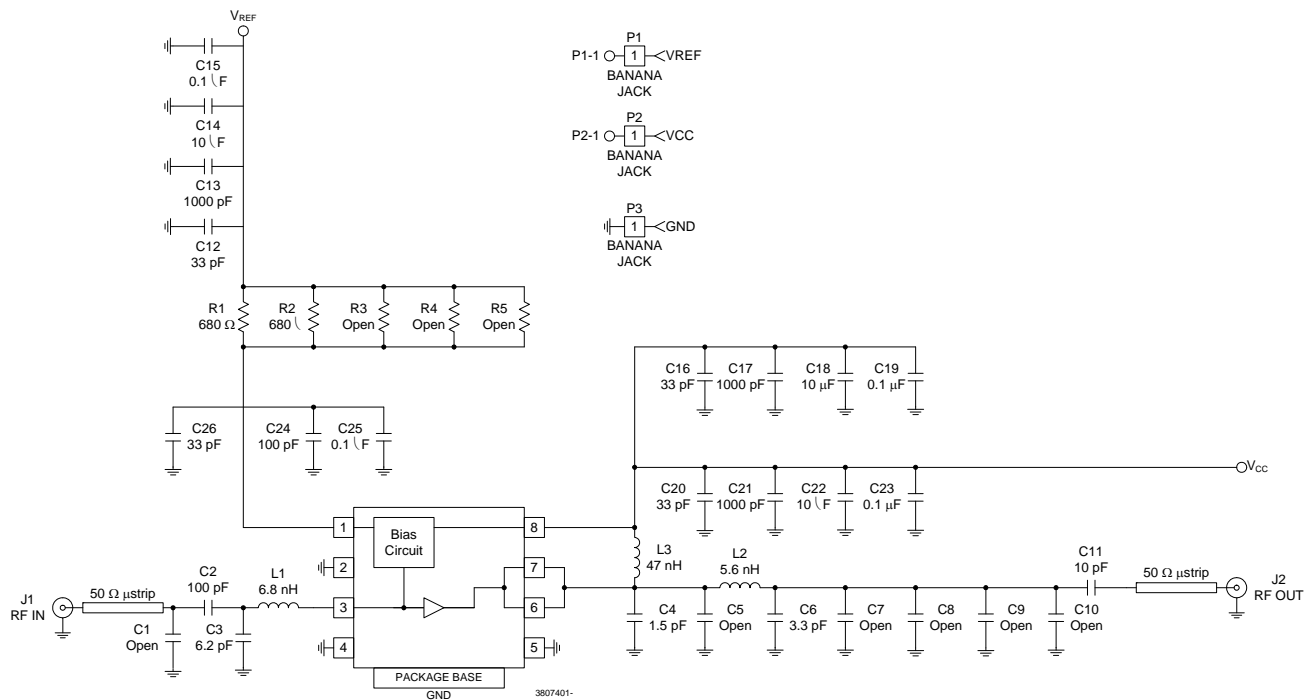 VREF
C15
0.1 ⎝F
C14
10 ⎝F
C13
1000 pF
C12
33 pF
P1
P1-1
1
VREF
BANANA
JACK
P2
P2-1
1
VCC
BANANA
JACK
P3
1
GND
BANANA
JACK
R1
680 Ω
R2
680 ⎝
R3
Open
R4
Open
R5
Open
C16
33 pF
C17
1000 pF
C18
10 µF
C19
0.1 µF
C26
33 pF
C24
100 pF
C25
0.1 ⎝F
VCC
C20
33 pF
C21
1000 pF
C22
10 ⎝F
C23
0.1 µF
1
Bias
Circuit
8
2
7
3
6
4
5
L3
47 nH
L2
5.6 nH
C11
10 pF
50 Ω µstrip
J2
RF OUT
J1
RF IN
50 Ω µstrip
C2
100 pF
L1
6.8 nH
C1
Open
C3
6.2 pF
C4
1.5 pF
C5
Open
C6
3.3 pF
C7
Open
C8
Open
C9
Open
C10
Open
PACKAGE BASE
GND
3807401-